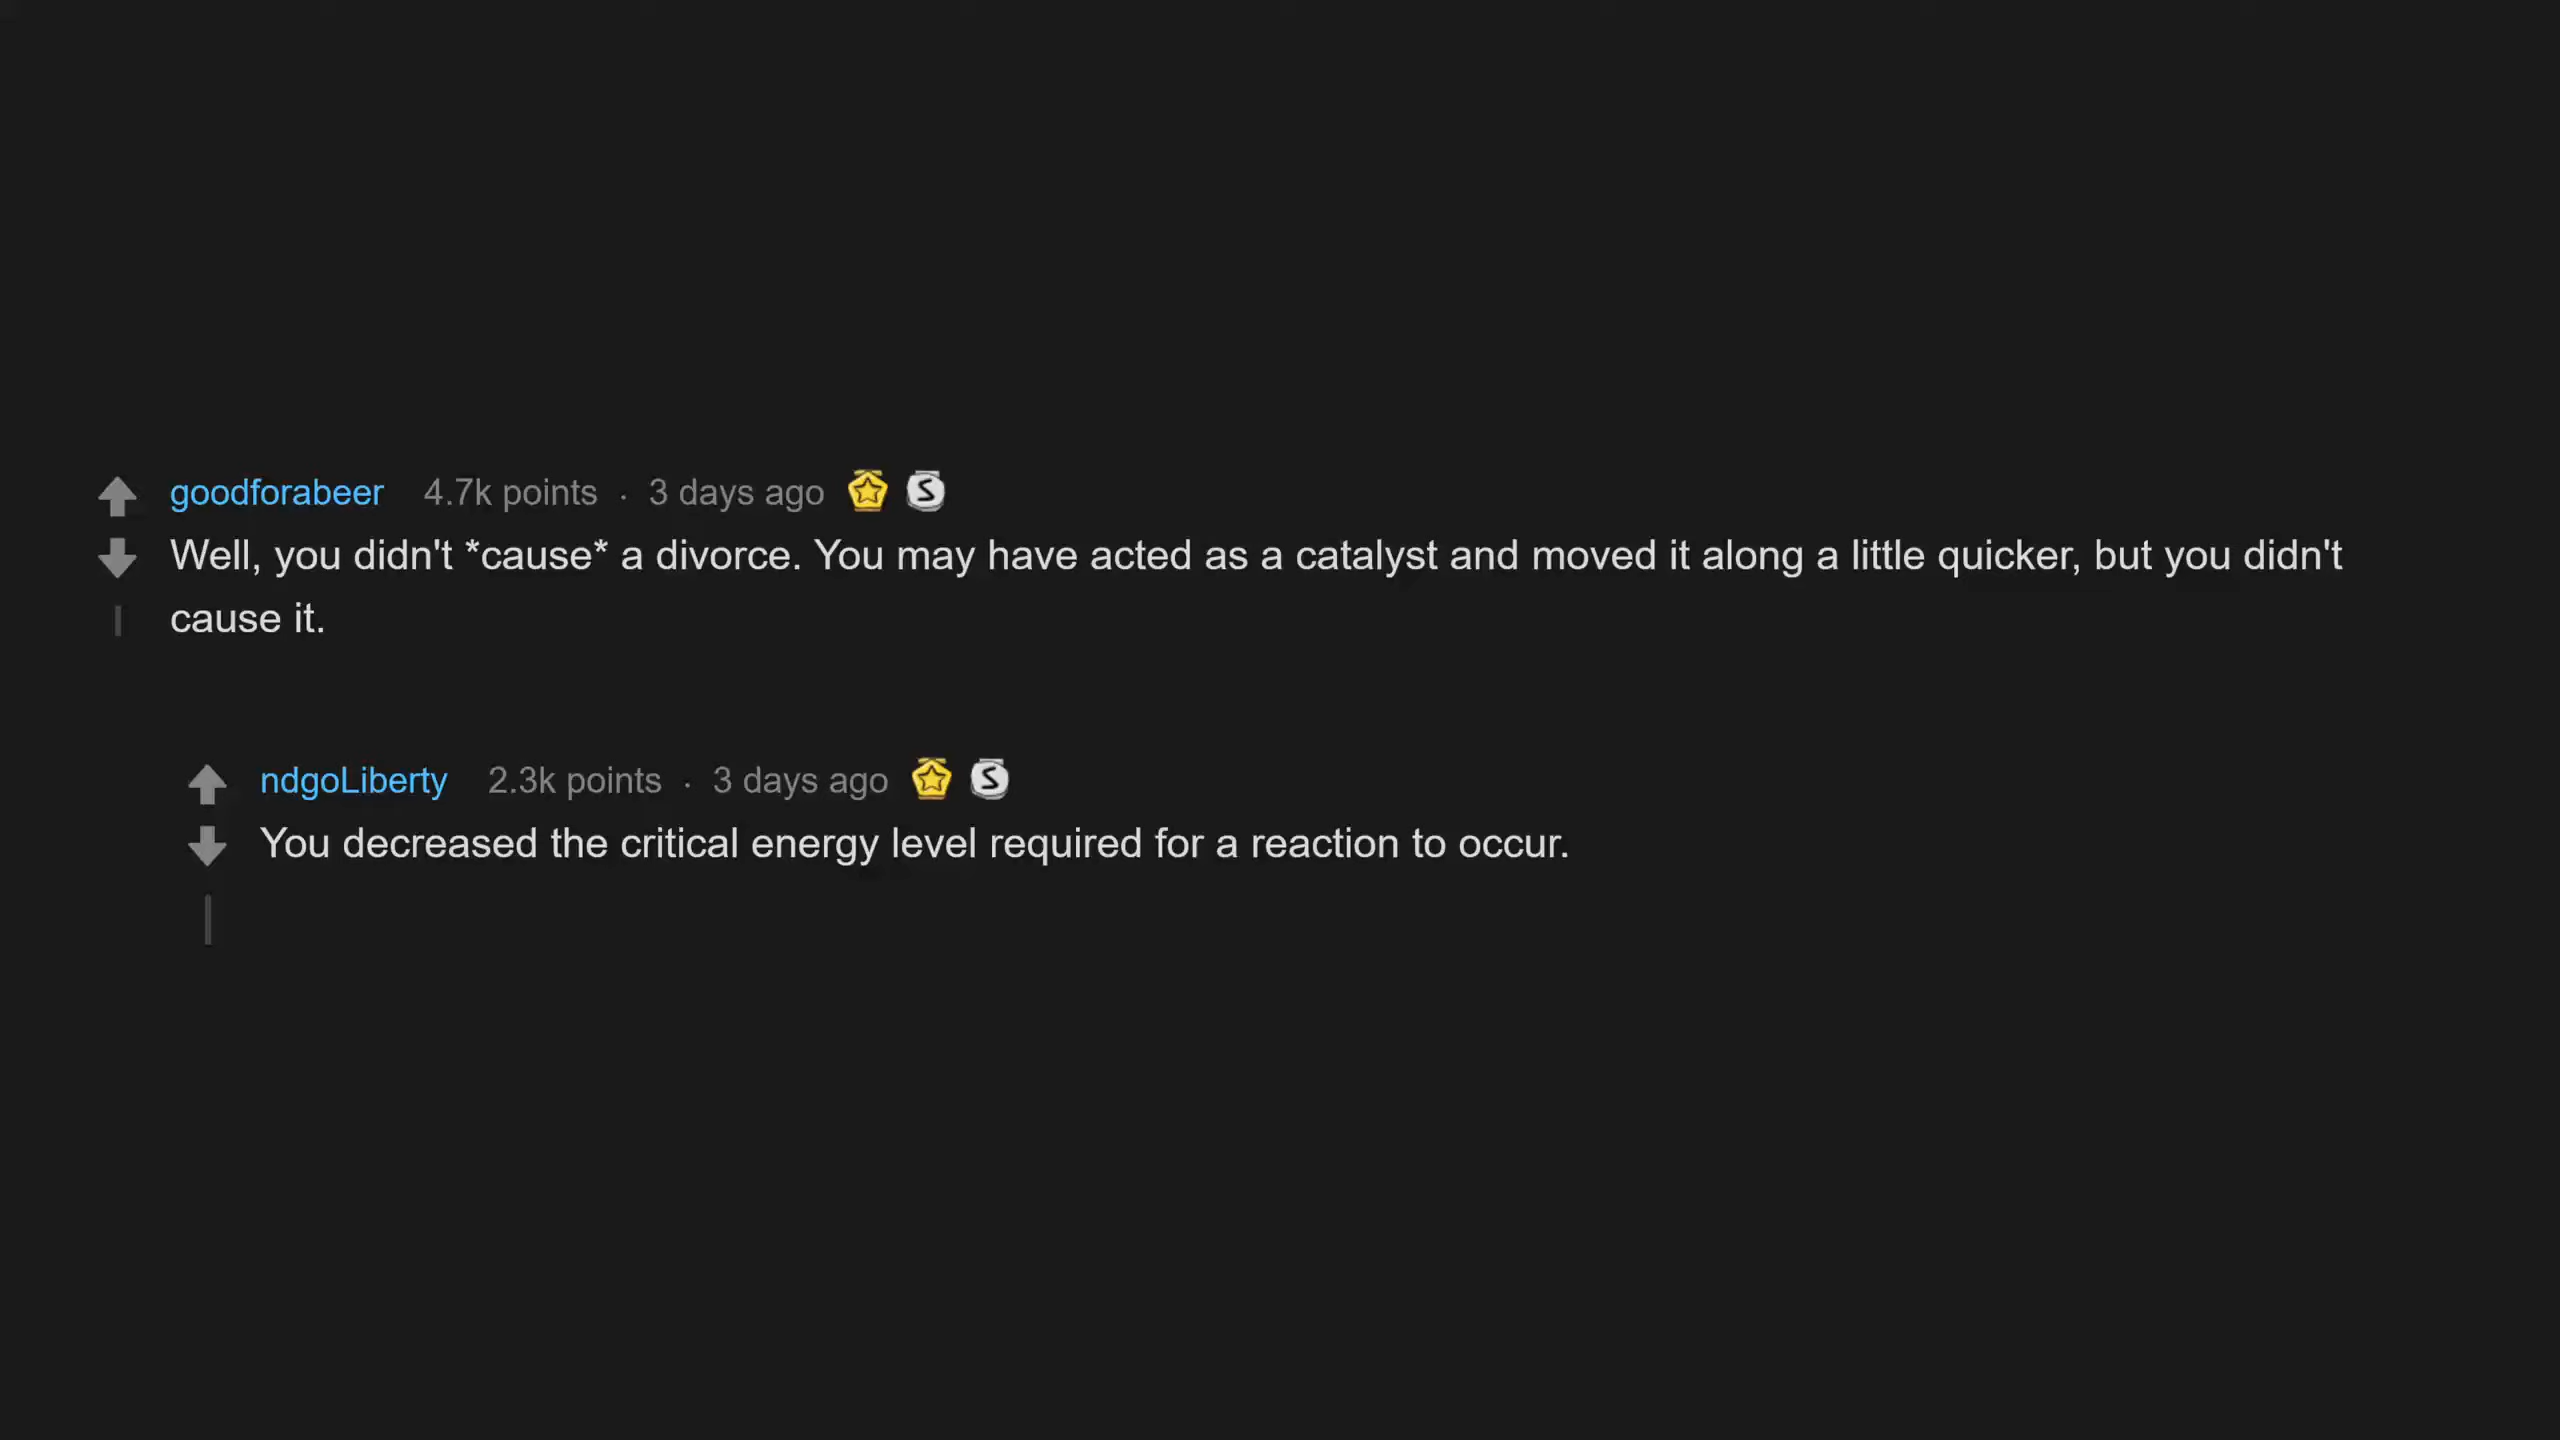 goodforabeer 4.7k points · 3 days ago
Well, you didn't *cause* a divorce. You may have acted as a catalyst and moved it along a little quicker, but you didn't
cause it.
ndgoLiberty 2.3k points · 3 days ago
You decreased the critical energy level required for a reaction to occur.